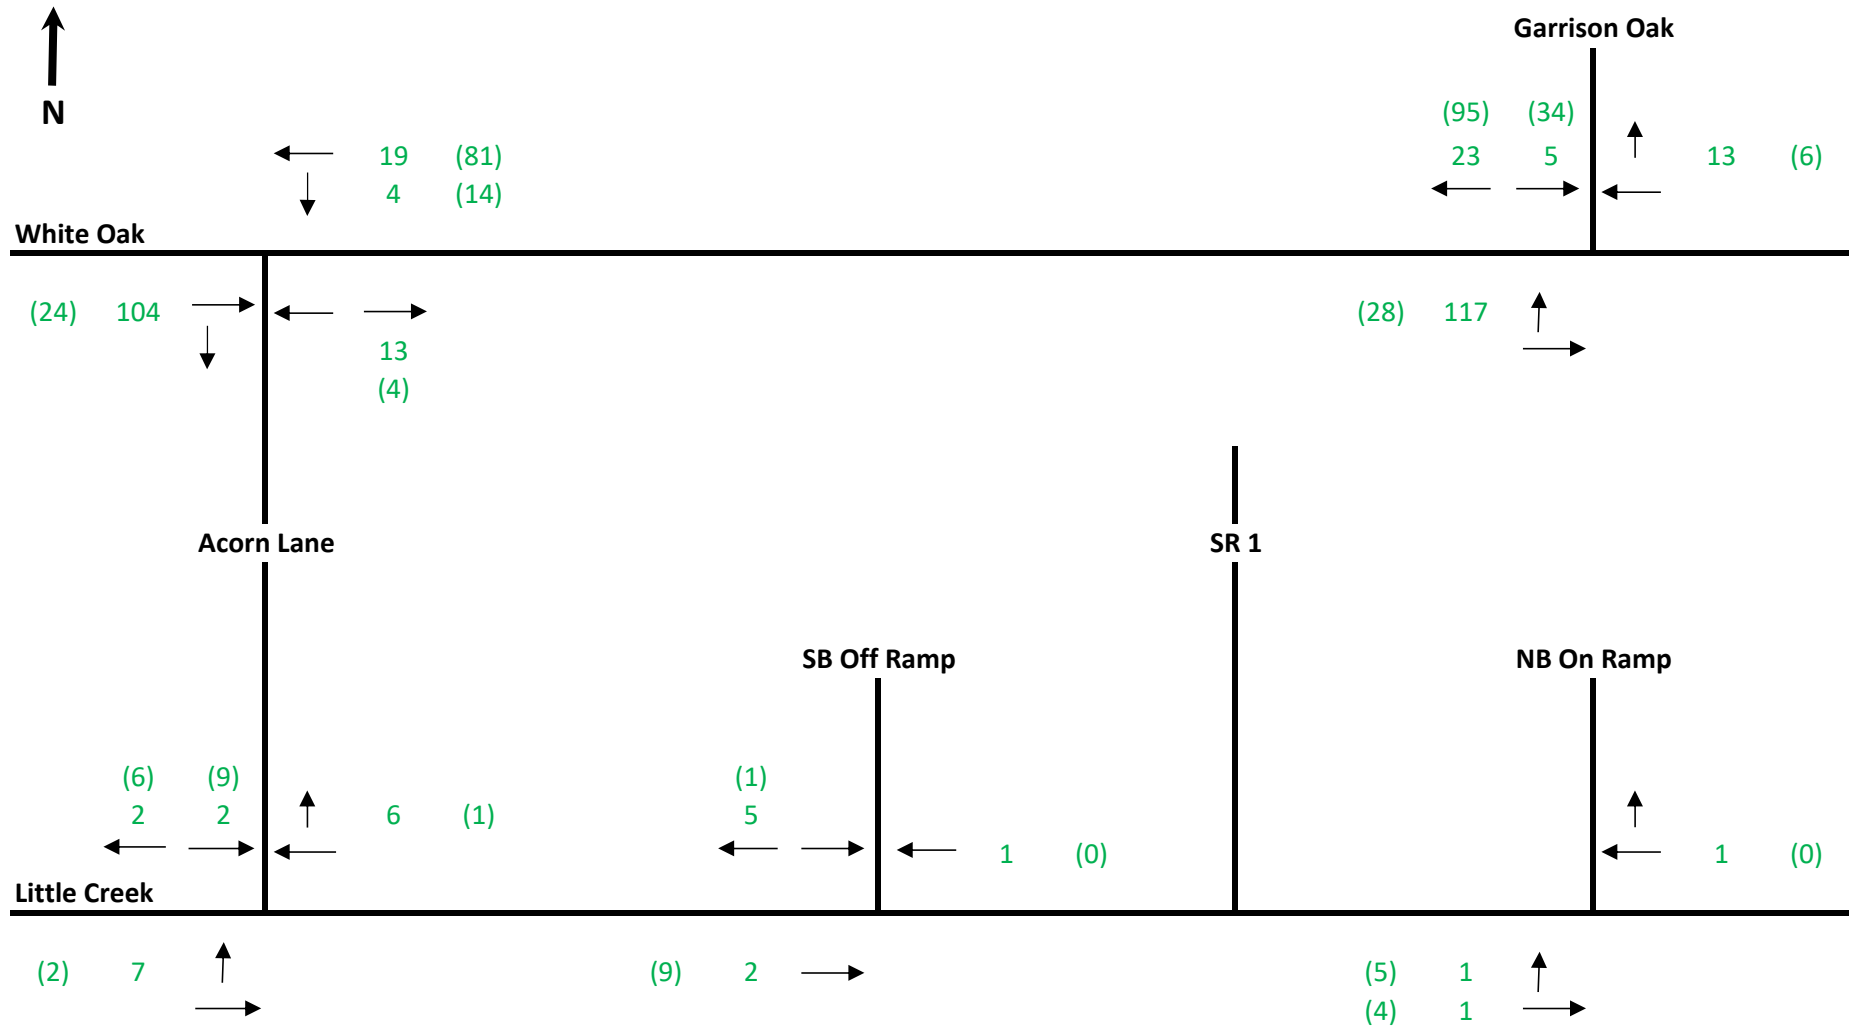 Garrison Oak
N
(95) (34)
19 (81)
23 5
13 (6)
4 (14)
White Oak
(24) 104
(28) 117
13
(4)
Acorn Lane
SR 1
SB Off Ramp
NB On Ramp
(6) (9)
(1)
2 2
6 (1)
5
1 (0)
1 (0)
Little Creek
(2) 7
(9) 2
(5) 1
(4) 1